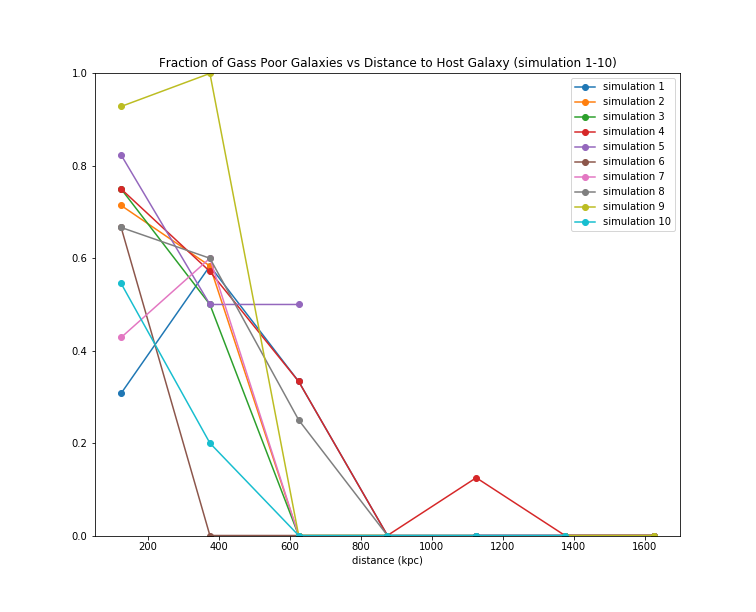 Fraction of Gass Poor Galaxies vs Distance to Host Galaxy (simulation 1-10)
1.0
0.8
0.6
0.4
0.2
0.0
simulation 1
simulation 2
simulation 3
simulation 4
simulation 5
simulation 6
simulation 7
simulation 8
simulation 9
simulation 10
200 400 600 800 1000 1200 1400 1600
distance (kpc)